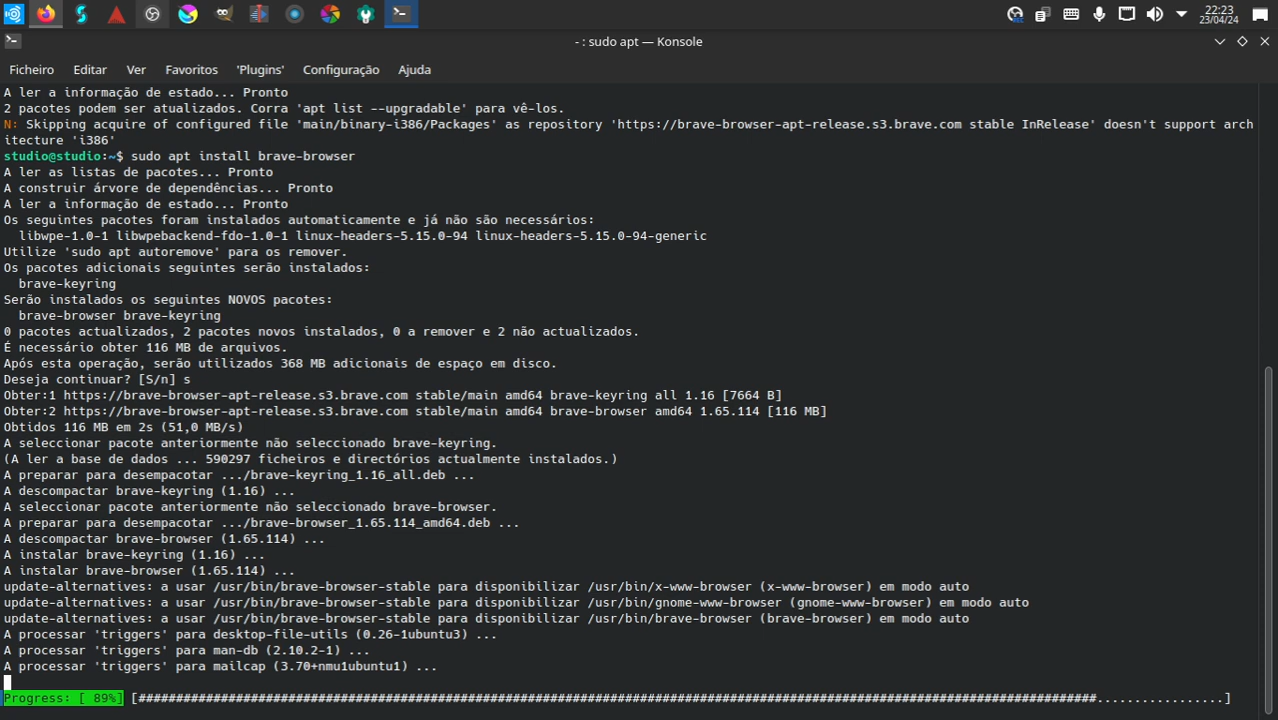 22:23
23/04/24
- : sudo apt — Konsole
Ficheiro Editar Ver Favoritos 'Plugins' Configuração Ajuda
A ler a informação de estado... Pronto
2 pacotes podem ser atualizados. Corra 'apt list --upgradable' para vê-los.
N: Skipping acquire of configured file 'main/binary-i386/Packages' as repository 'https://brave-browser-apt-release.s3.brave.com stable InRelease' doesn't support arch
itecture 'i386'
studio@studio:~$ sudo apt install brave-browser
A ler as listas de pacotes... Pronto
A construir árvore de dependências... Pronto
A ler a informação de estado... Pronto
Os seguintes pacotes foram instalados automaticamente e já não são necessários:
libwpe-1.0-1 libwpebackend-fdo-1.0-1 linux-headers-5.15.0-94 linux-headers-5.15.0-94-generic
Utilize 'sudo apt autoremove' para os remover.
Os pacotes adicionais seguintes serão instalados:
brave-keyring
Serão instalados os seguintes NOVOS pacotes:
brave-browser brave-keyring
0 pacotes actualizados, 2 pacotes novos instalados, 0 a remover e 2 não actualizados.
É necessário obter 116 MB de arquivos.
Após esta operação, serão utilizados 368 MB adicionais de espaço em disco.
Deseja continuar? [S/n] s
Obter:1 https://brave-browser-apt-release.s3.brave.com stable/main amd64 brave-keyring all 1.16 [7664 B]
Obter:2 https://brave-browser-apt-release.s3.brave.com stable/main amd64 brave-browser amd64 1.65.114 [116 MB]
Obtidos 116 MB em 2s (51,0 MB/s)
A seleccionar pacote anteriormente não seleccionado brave-keyring.
(A ler a base de dados ... 590297 ficheiros e directórios actualmente instalados.)
A preparar para desempacotar .../brave-keyring_1.16_all.deb ...
A descompactar brave-keyring (1.16) ...
A seleccionar pacote anteriormente não seleccionado brave-browser.
A preparar para desempacotar .../brave-browser_1.65.114_amd64.deb ...
A descompactar brave-browser (1.65.114) ...
A instalar brave-keyring (1.16) ...
A instalar brave-browser (1.65.114) ...
update-alternatives: a usar /usr/bin/brave-browser-stable para disponibilizar /usr/bin/x-www-browser (x-www-browser) em modo auto
update-alternatives: a usar /usr/bin/brave-browser-stable para disponibilizar /usr/bin/gnome-www-browser (gnome-www-browser) em modo auto
update-alternatives: a usar /usr/bin/brave-browser-stable para disponibilizar /usr/bin/brave-browser (brave-browser) em modo auto
A processar 'triggers' para desktop-file-utils (0.26-1ubuntu3) ...
A processar 'triggers' para man-db (2.10.2-1) ...
A processar 'triggers' para mailcap (3.70+nmu1ubuntu1) ...
Progress: [ 89%] [################################################################################################################################.................]